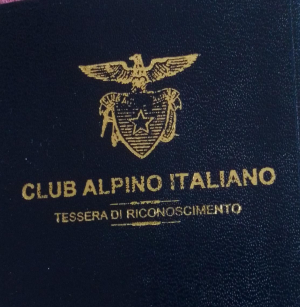 CLUB ALPINO ITALIANO
TESSERA DI RICONOSCIMENTO